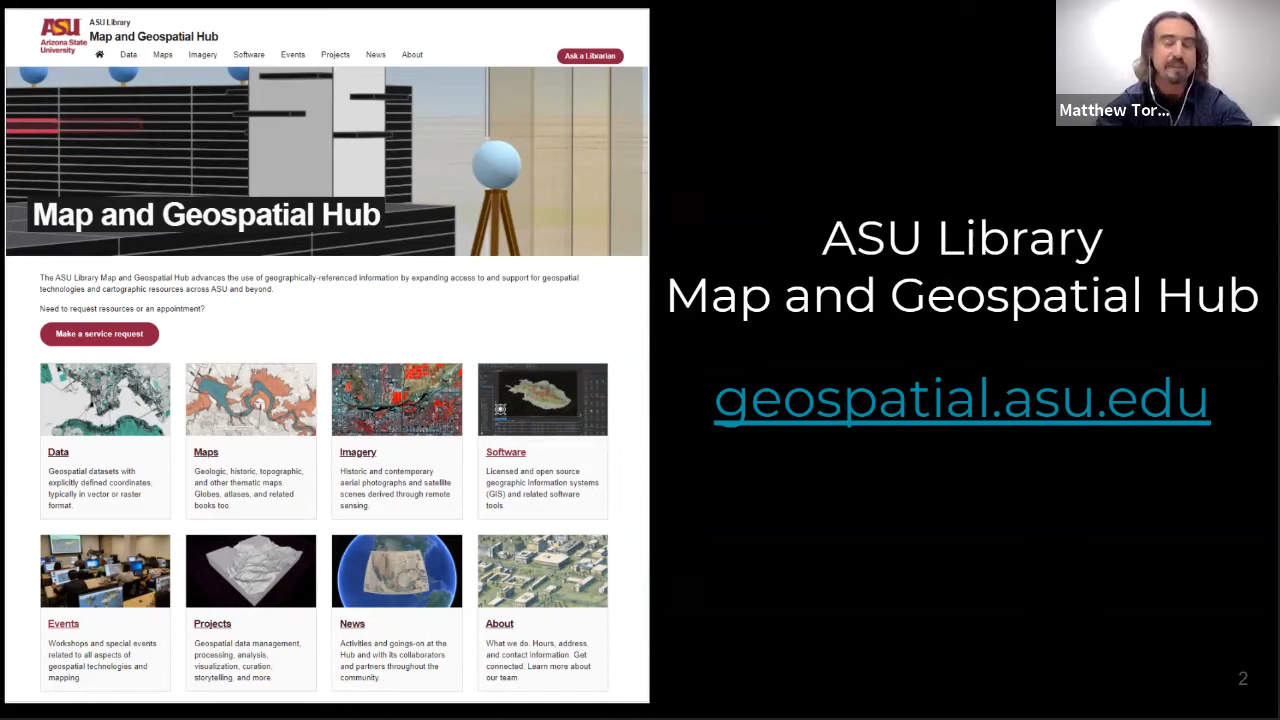 ASU
Arizona State
University
ASU Library
Map and Geospatial Hub
Data Maps Imagery Software Events Projects News About
Ask a Librarian
Map and Geospatial Hub
The ASU Library Map and Geospatial Hub advances the use of geographically-referenced information by expanding access to and support for geospatial
technologies and cartographic resources across ASU and beyond.
Need to request resources or an appointment?
Make a service request
Data
Geospatial datasets with
explicitly defined coordinates,
typically in vector or raster
format.
Maps
Geologic, historic, topographic,
and other thematic maps.
Globes, atlases, and related
books too.
Imagery
Historic and contemporary
aerial photographs and satellite
scenes derived through remote
sensing.
Software
Licensed and open source
geographic information systems
(GIS) and related software
tools.
Events
Workshops and special events
related to all aspects of
geospatial technologies and
mapping.
Projects
Geospatial data management,
processing, analysis,
visualization, curation,
storytelling, and more.
News
Activities and goings-on at the
Hub and with its collaborators
and partners throughout the
community.
About
What we do. Hours, address,
and contact information. Get
connected. Learn more about
our team.
Matthew Tor...
ASU Library
Map and Geospatial Hub
geospatial.asu.edu
2